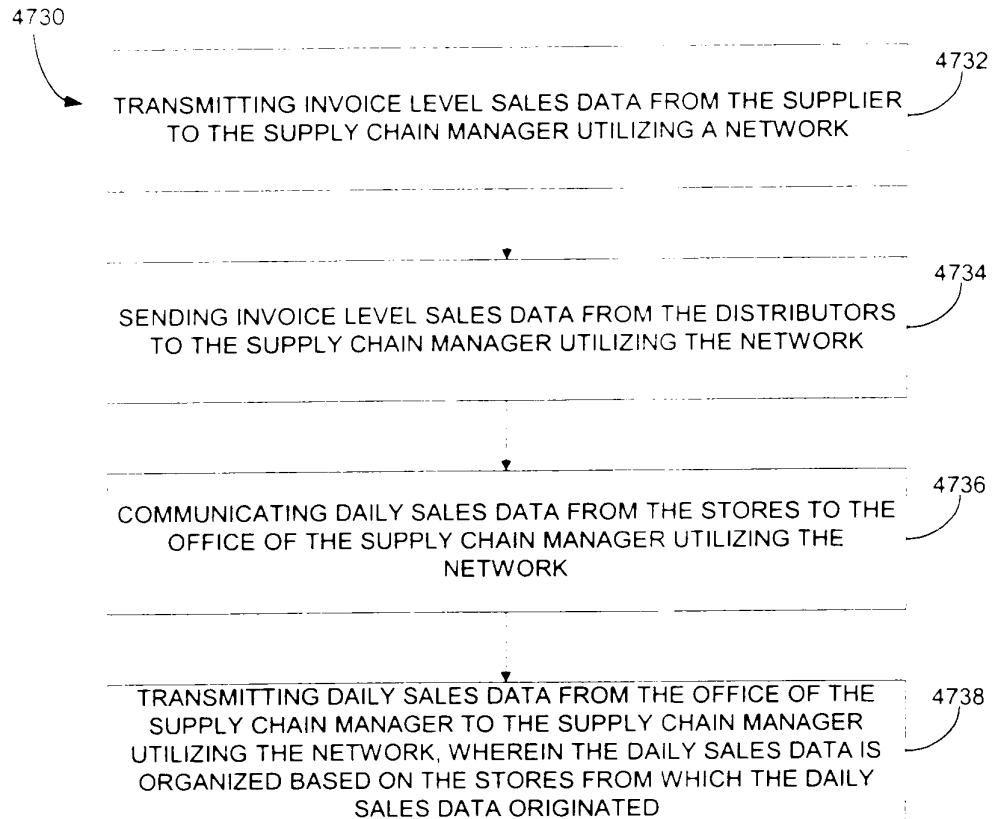 4730
4732
TRANSMITTING INVOICE LEVEL SALES DATA FROM THE SUPPLIER
TO THE SUPPLY CHAIN MANAGER UTILIZING A NETWORK
4734
SENDING INVOICE LEVEL SALES DATA FROM THE DISTRIBUTORS
TO THE SUPPLY CHAIN MANAGER UTILIZING THE NETWORK
4736
COMMUNICATING DAILY SALES DATA FROM THE STORES TO THE
OFFICE OF THE SUPPLY CHAIN MANAGER UTILIZING THE
NETWORK
4738
TRANSMITTING DAILY SALES DATA FROM THE OFFICE OF THE
SUPPLY CHAIN MANAGER TO THE SUPPLY CHAIN MANAGER
UTILIZING THE NETWORK, WHEREIN THE DAILY SALES DATA IS
ORGANIZED BASED ON THE STORES FROM WHICH THE DAILY
SALES DATA ORIGINATED